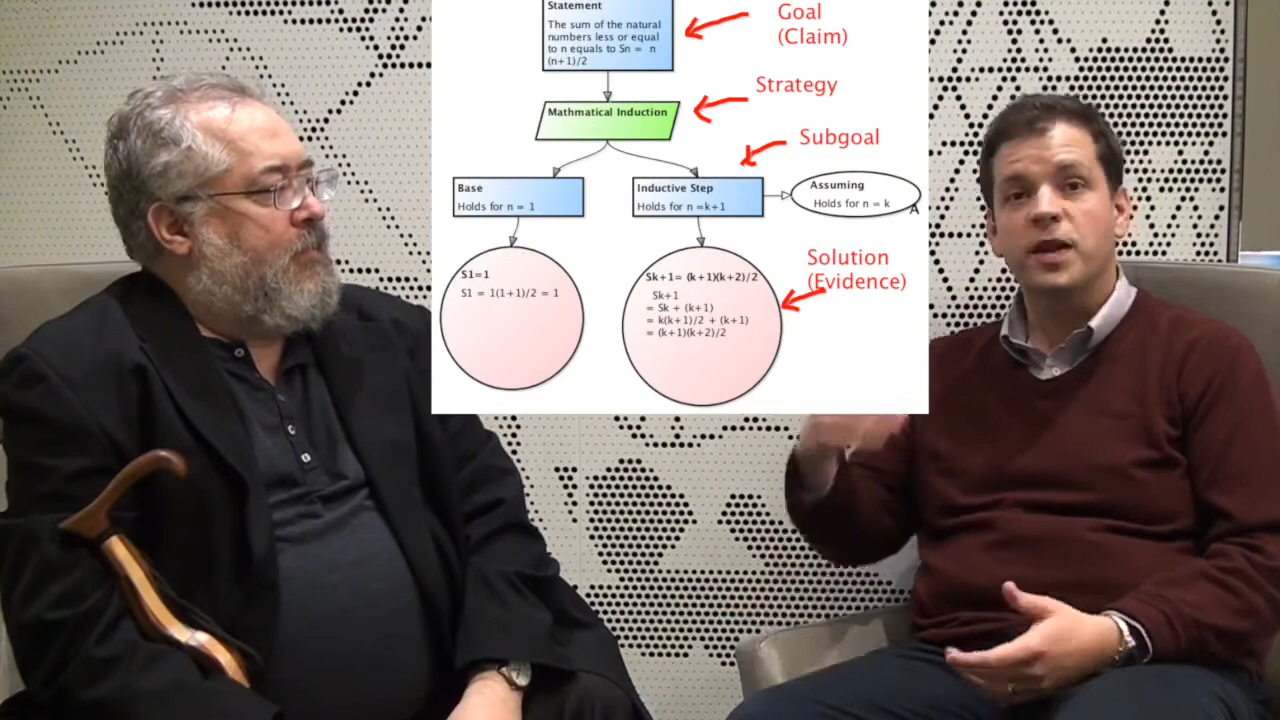 Statement
The sum of the natural
numbers less or equal
to n equals to Sn = n
(n+1)/2
Goal
(Claim)
Mathmatical Induction
Strategy
Subgoal
Base
Holds for n = 1
Inductive Step
Holds for n =k+1
Assuming
Holds for n = k
A
S1=1
S1 = 1(1+1)/2 = 1
Sk+1= (k+1)(k+2)/2
Sk+1
= Sk + (k+1)
= k(k+1)/2 + (k+1)
= (k+1)(k+2)/2
Solution
(Evidence)